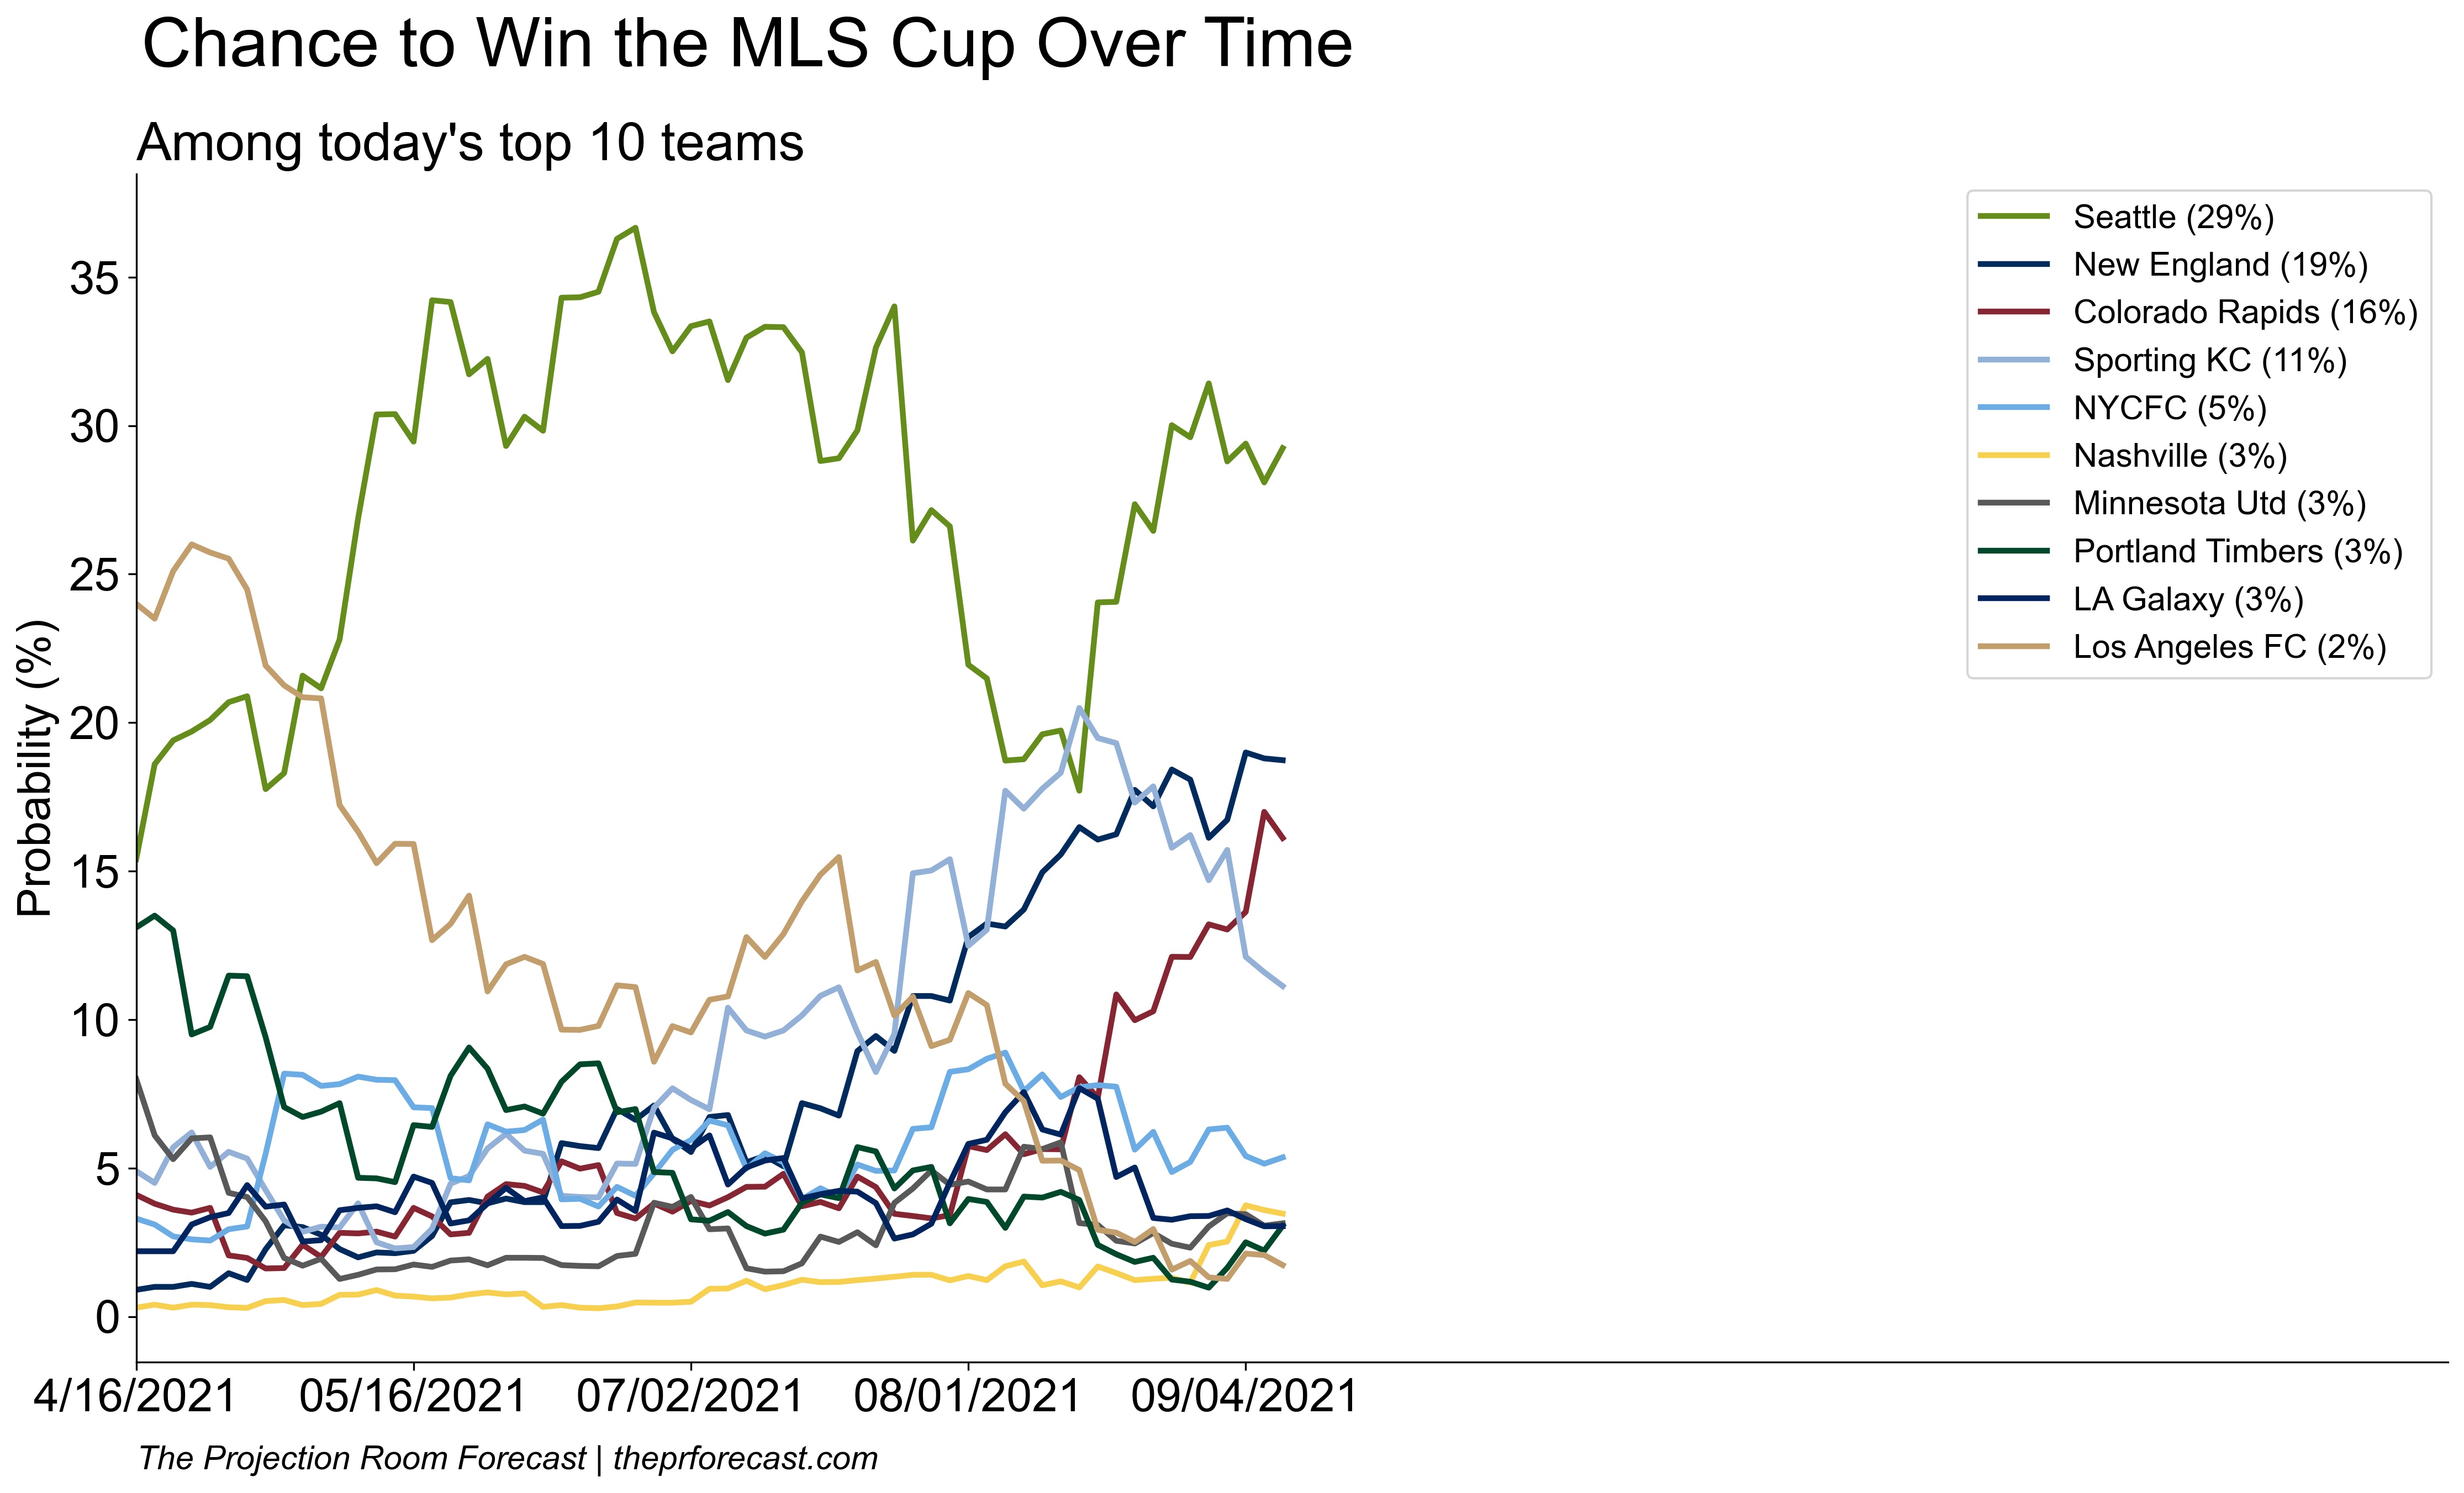 Chance to Win the MLS Cup Over Time
Among today's top 10 teams
Probability (%)
35
30
25
20
15
10
5
0
4/16/2021
05/16/2021
07/02/2021
08/01/2021
09/04/2021
Seattle (29%)
New England (19%)
Colorado Rapids (16%)
Sporting KC (11%)
NYCFC (5%)
Nashville (3%)
Minnesota Utd (3%)
Portland Timbers (3%)
LA Galaxy (3%)
Los Angeles FC (2%)
The Projection Room Forecast | theprforecast.com